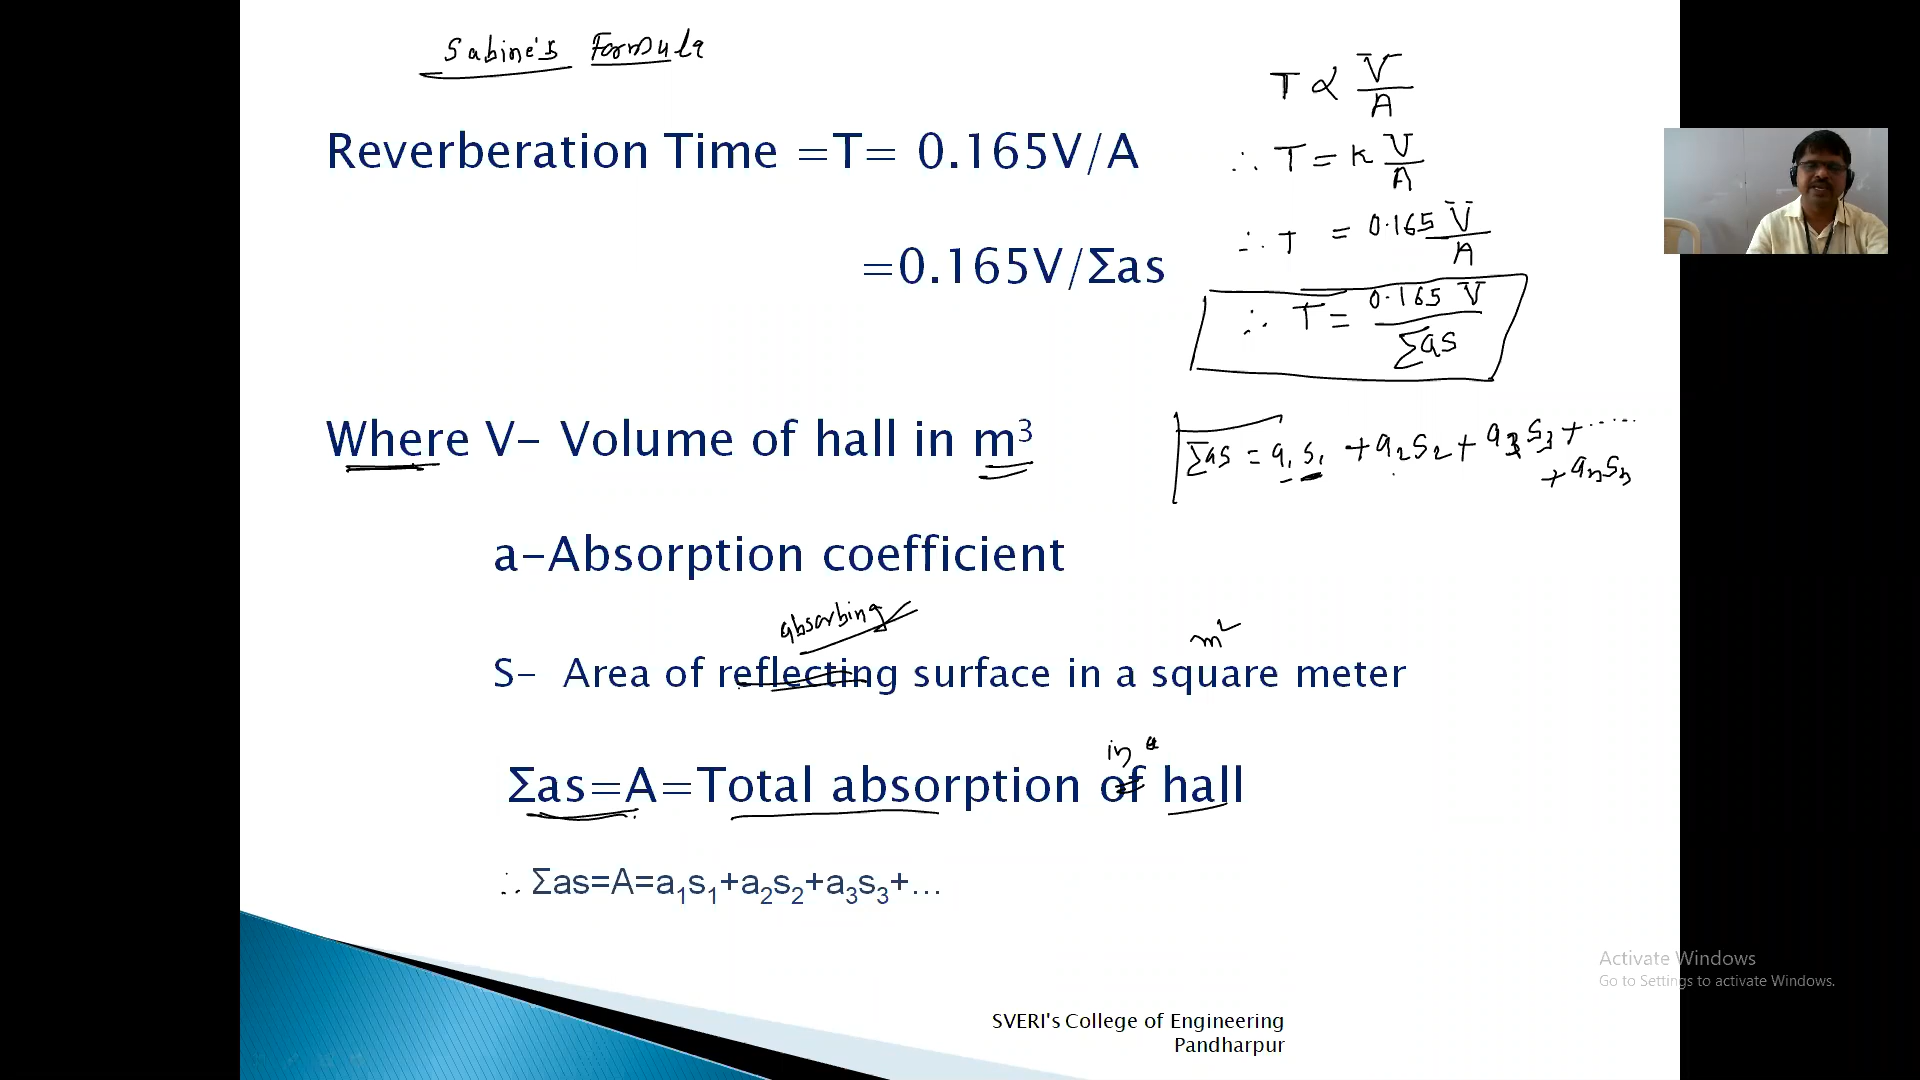 Sabine's Formula
Reverberation Time =T= 0.165V/A
=0.165V/Σas
Where V- Volume of hall in m³
a-Absorption coefficient
absorbing
m²
S- Area of reflecting surface in a square meter
in a
Σas=A=Total absorption of hall
∴ Σas=A=a₁s₁+a₂s₂+a₃s₃+...
T ∝ V/A
∴ T = K V/A
∴ T = 0.165 V/A
∴ T = 0.165 V/Σas
Σas = a₁s₁ + a₂s₂ + a₃s₃ + .....
+ aₙsₙ
Activate Windows
Go to Settings to activate Windows.
SVERI's College of Engineering
Pandharpur